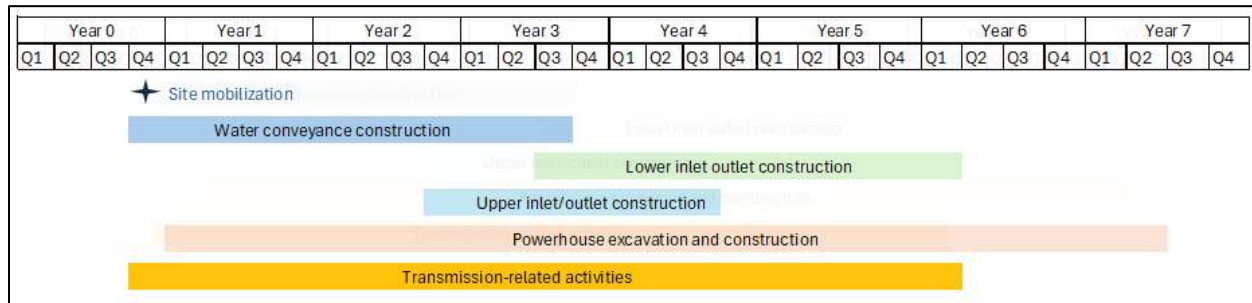 Year 0 Year 1 Year 2 Year 3 Year 4 Year 5 Year 6 Year 7
Q1 Q2 Q3 Q4 Q1 Q2 Q3 Q4 Q1 Q2 Q3 Q4 Q1 Q2 Q3 Q4 Q1 Q2 Q3 Q4 Q1 Q2 Q3 Q4 Q1 Q2 Q3 Q4 Q1 Q2 Q3 Q4
Site mobilization
Water conveyance construction
Lower inlet outlet construction
Upper inlet/outlet construction
Powerhouse excavation and construction
Transmission-related activities